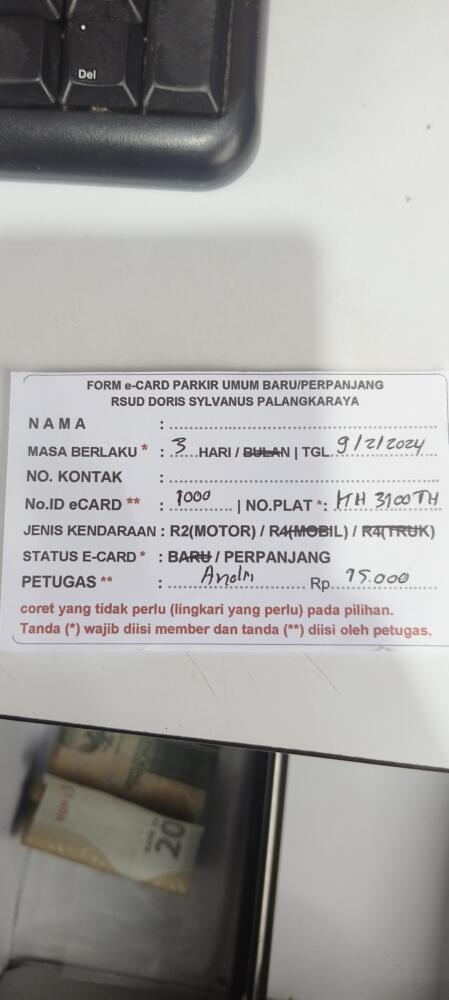 Del
FORM e-CARD PARKIR UMUM BARU/PERPANJANG
RSUD DORIS SYLVANUS PALANGKARAYA
NAMA :
MASA BERLAKU * : 3 HARI / BULAN | TGL. 9/2/2024
NO. KONTAK :
No.ID eCARD ** : 1000 | NO.PLAT *: KH 3100 TH
JENIS KENDARAAN : R2(MOTOR) / R4(MOBIL) / R4(TRUK)
STATUS E-CARD * : BARU / PERPANJANG
PETUGAS ** : Andri Rp. 15.000
coret yang tidak perlu (lingkari yang perlu) pada pilihan.
Tanda (*) wajib diisi member dan tanda (**) diisi oleh petugas.
20